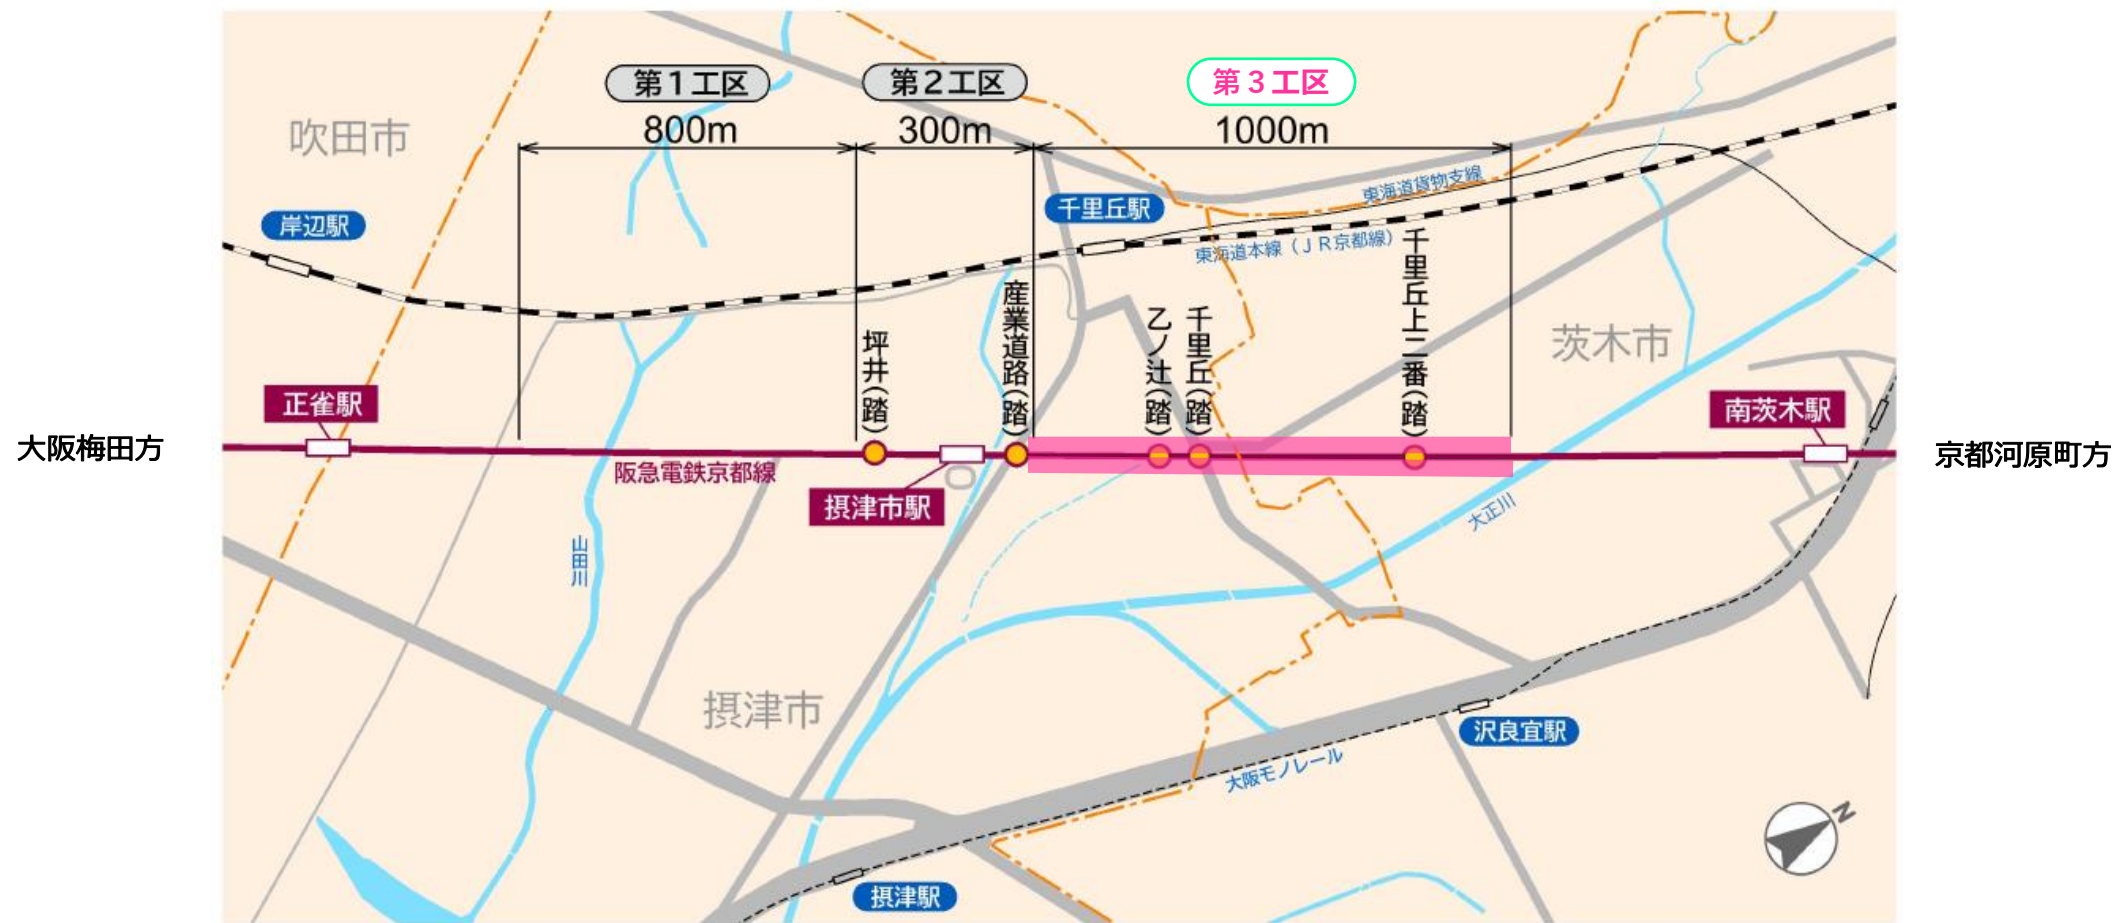 第1工区
第2工区
第3工区
800m
300m
1000m
吹田市
岸辺駅
千里丘駅
東海道貨物支線
東海道本線(JR京都線)
坪井(踏)
産業道路(踏)
乙ノ辻(踏)
千里丘(踏)
千里丘上二番(踏)
茨木市
正雀駅
南茨木駅
大阪梅田方
京都河原町方
阪急電鉄京都線
摂津市駅
大正川
山田川
摂津市
沢良宜駅
大阪モノレール
摂津駅
N